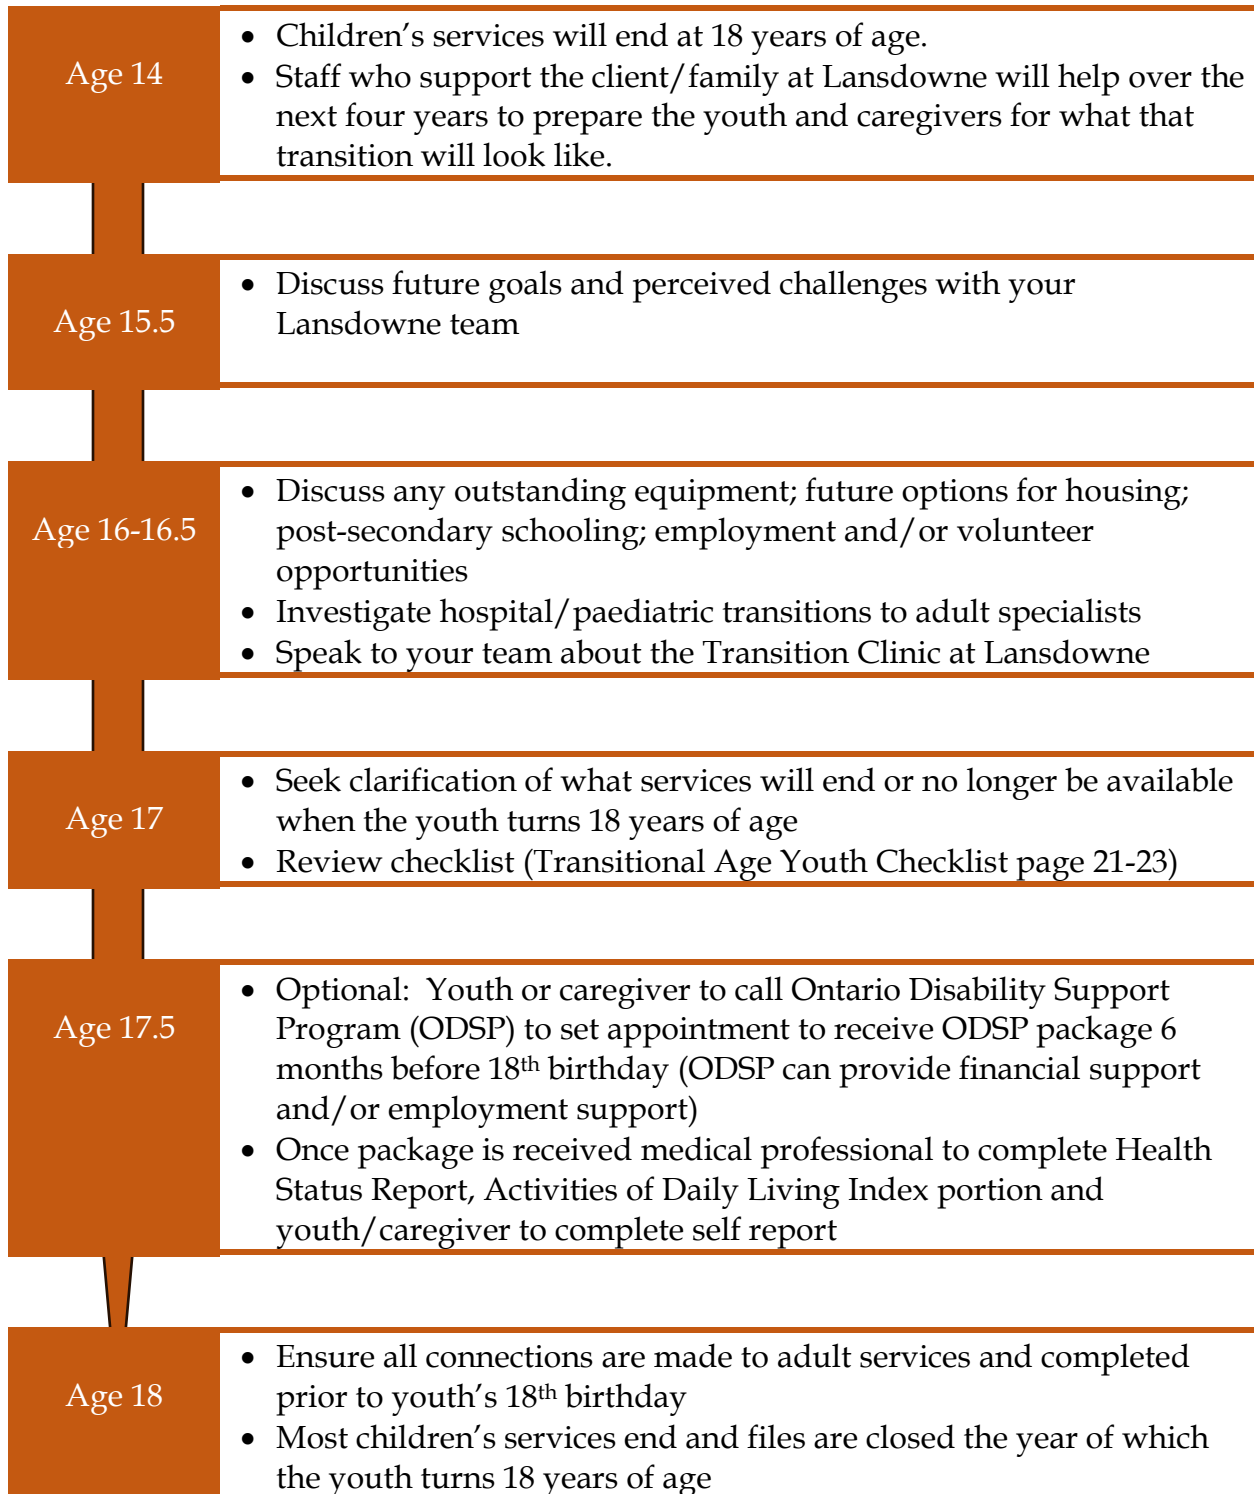 Age 14
• Children’s services will end at 18 years of age.
• Staff who support the client/family at Lansdowne will help over the
next four years to prepare the youth and caregivers for what that
transition will look like.
Age 15.5
• Discuss future goals and perceived challenges with your
Lansdowne team
Age 16-16.5
• Discuss any outstanding equipment; future options for housing;
post-secondary schooling; employment and/or volunteer
opportunities
• Investigate hospital/paediatric transitions to adult specialists
• Speak to your team about the Transition Clinic at Lansdowne
Age 17
• Seek clarification of what services will end or no longer be available
when the youth turns 18 years of age
• Review checklist (Transitional Age Youth Checklist page 21-23)
Age 17.5
• Optional:  Youth or caregiver to call Ontario Disability Support
Program (ODSP) to set appointment to receive ODSP package 6
months before 18th birthday (ODSP can provide financial support
and/or employment support)
• Once package is received medical professional to complete Health
Status Report, Activities of Daily Living Index portion and
youth/caregiver to complete self report
Age 18
• Ensure all connections are made to adult services and completed
prior to youth’s 18th birthday
• Most children’s services end and files are closed the year of which
the youth turns 18 years of age